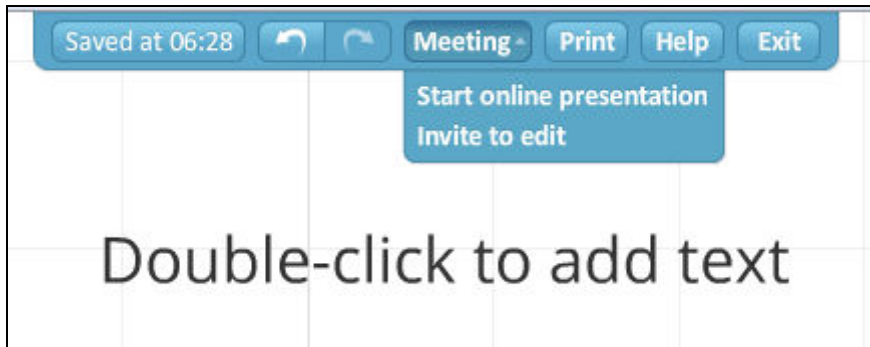 Saved at 06:28 Meeting Print Help Exit
Start online presentation
Invite to edit
Double-click to add text